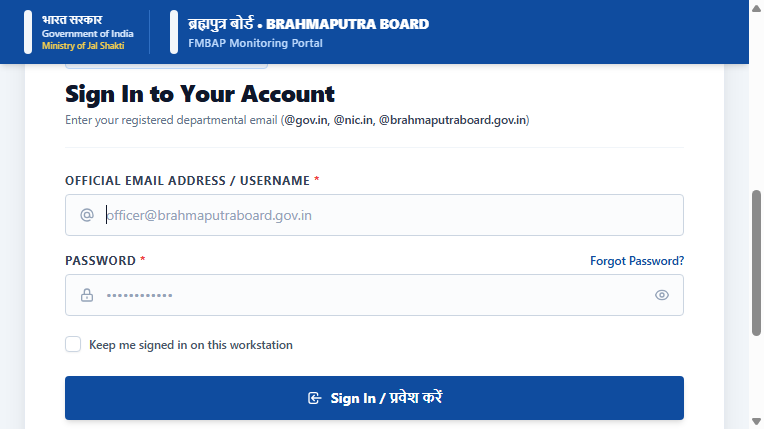 भारत सरकार
Government of India
Ministry of Jal Shakti
ब्रह्मपुत्र बोर्ड • BRAHMAPUTRA BOARD
FMBAP Monitoring Portal
Sign In to Your Account
Enter your registered departmental email (@gov.in, @nic.in, @brahmaputraboard.gov.in)
OFFICIAL EMAIL ADDRESS / USERNAME *
officer@brahmaputraboard.gov.in
PASSWORD *
Forgot Password?
••••••••••••
Keep me signed in on this workstation
Sign In / प्रवेश करें